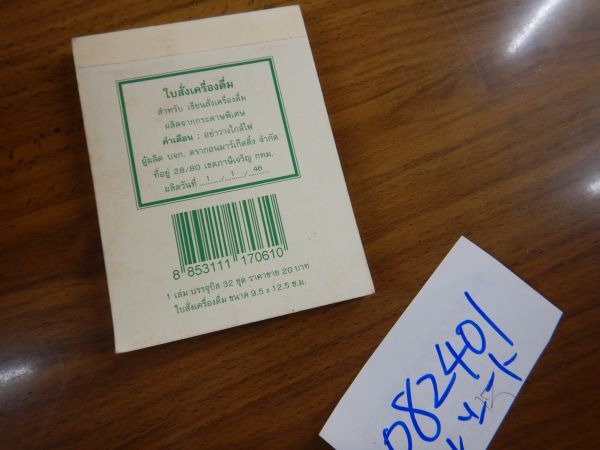 ใบสั่งเครื่องดื่ม
สำหรับ เขียนสั่งเครื่องดื่ม
ผลิตจากกระดาษพิเศษ
คำเตือน : อย่าวางใกล้ไฟ
ผู้ผลิต บจก. ดรากอนมาร์เก็ตติ้ง จำกัด
ที่อยู่ 28/80 เขตภาษีเจริญ กทม.
ผลิตวันที่ ....1..../....1..../....46....
8 853111 170610
1 เล่ม บรรจุบิล 32 ชุด ราคาขาย 20 บาท
ใบสั่งเครื่องดื่ม ขนาด 9.5 x 12.5 ซ.ม.
082401